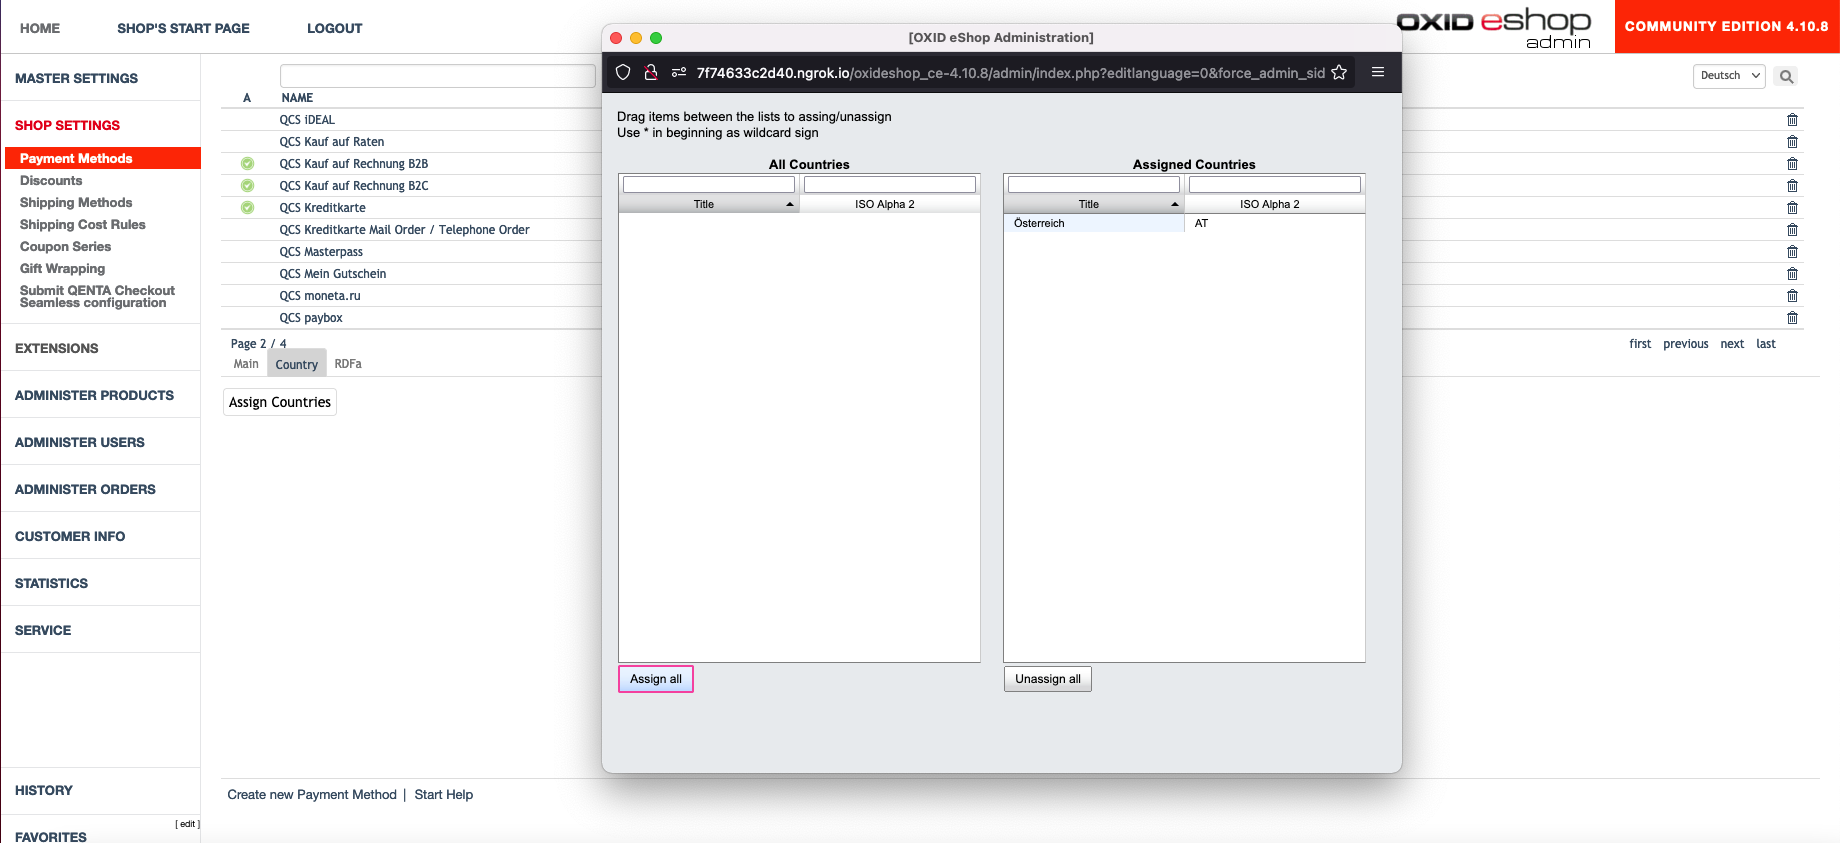 HOME
SHOP'S START PAGE
LOGOUT
OXID eshop
admin
COMMUNITY EDITION 4.10.8
MASTER SETTINGS
SHOP SETTINGS
Payment Methods
Discounts
Shipping Methods
Shipping Cost Rules
Coupon Series
Gift Wrapping
Submit QENTA Checkout
Seamless configuration
EXTENSIONS
ADMINISTER PRODUCTS
ADMINISTER USERS
ADMINISTER ORDERS
CUSTOMER INFO
STATISTICS
SERVICE
HISTORY
[ edit ]
FAVORITES
Deutsch
A NAME
QCS iDEAL
QCS Kauf auf Raten
QCS Kauf auf Rechnung B2B
QCS Kauf auf Rechnung B2C
QCS Kreditkarte
QCS Kreditkarte Mail Order / Telephone Order
QCS Masterpass
QCS Mein Gutschein
QCS moneta.ru
QCS paybox
Page 2 / 4
first previous next last
Main Country RDFa
Assign Countries
Create new Payment Method | Start Help
[OXID eShop Administration]
7f74633c2d40.ngrok.io/oxideshop_ce-4.10.8/admin/index.php?editlanguage=0&force_admin_sid
Drag items between the lists to assing/unassign
Use * in beginning as wildcard sign
All Countries
Title ISO Alpha 2
Assign all
Assigned Countries
Title ISO Alpha 2
Österreich AT
Unassign all